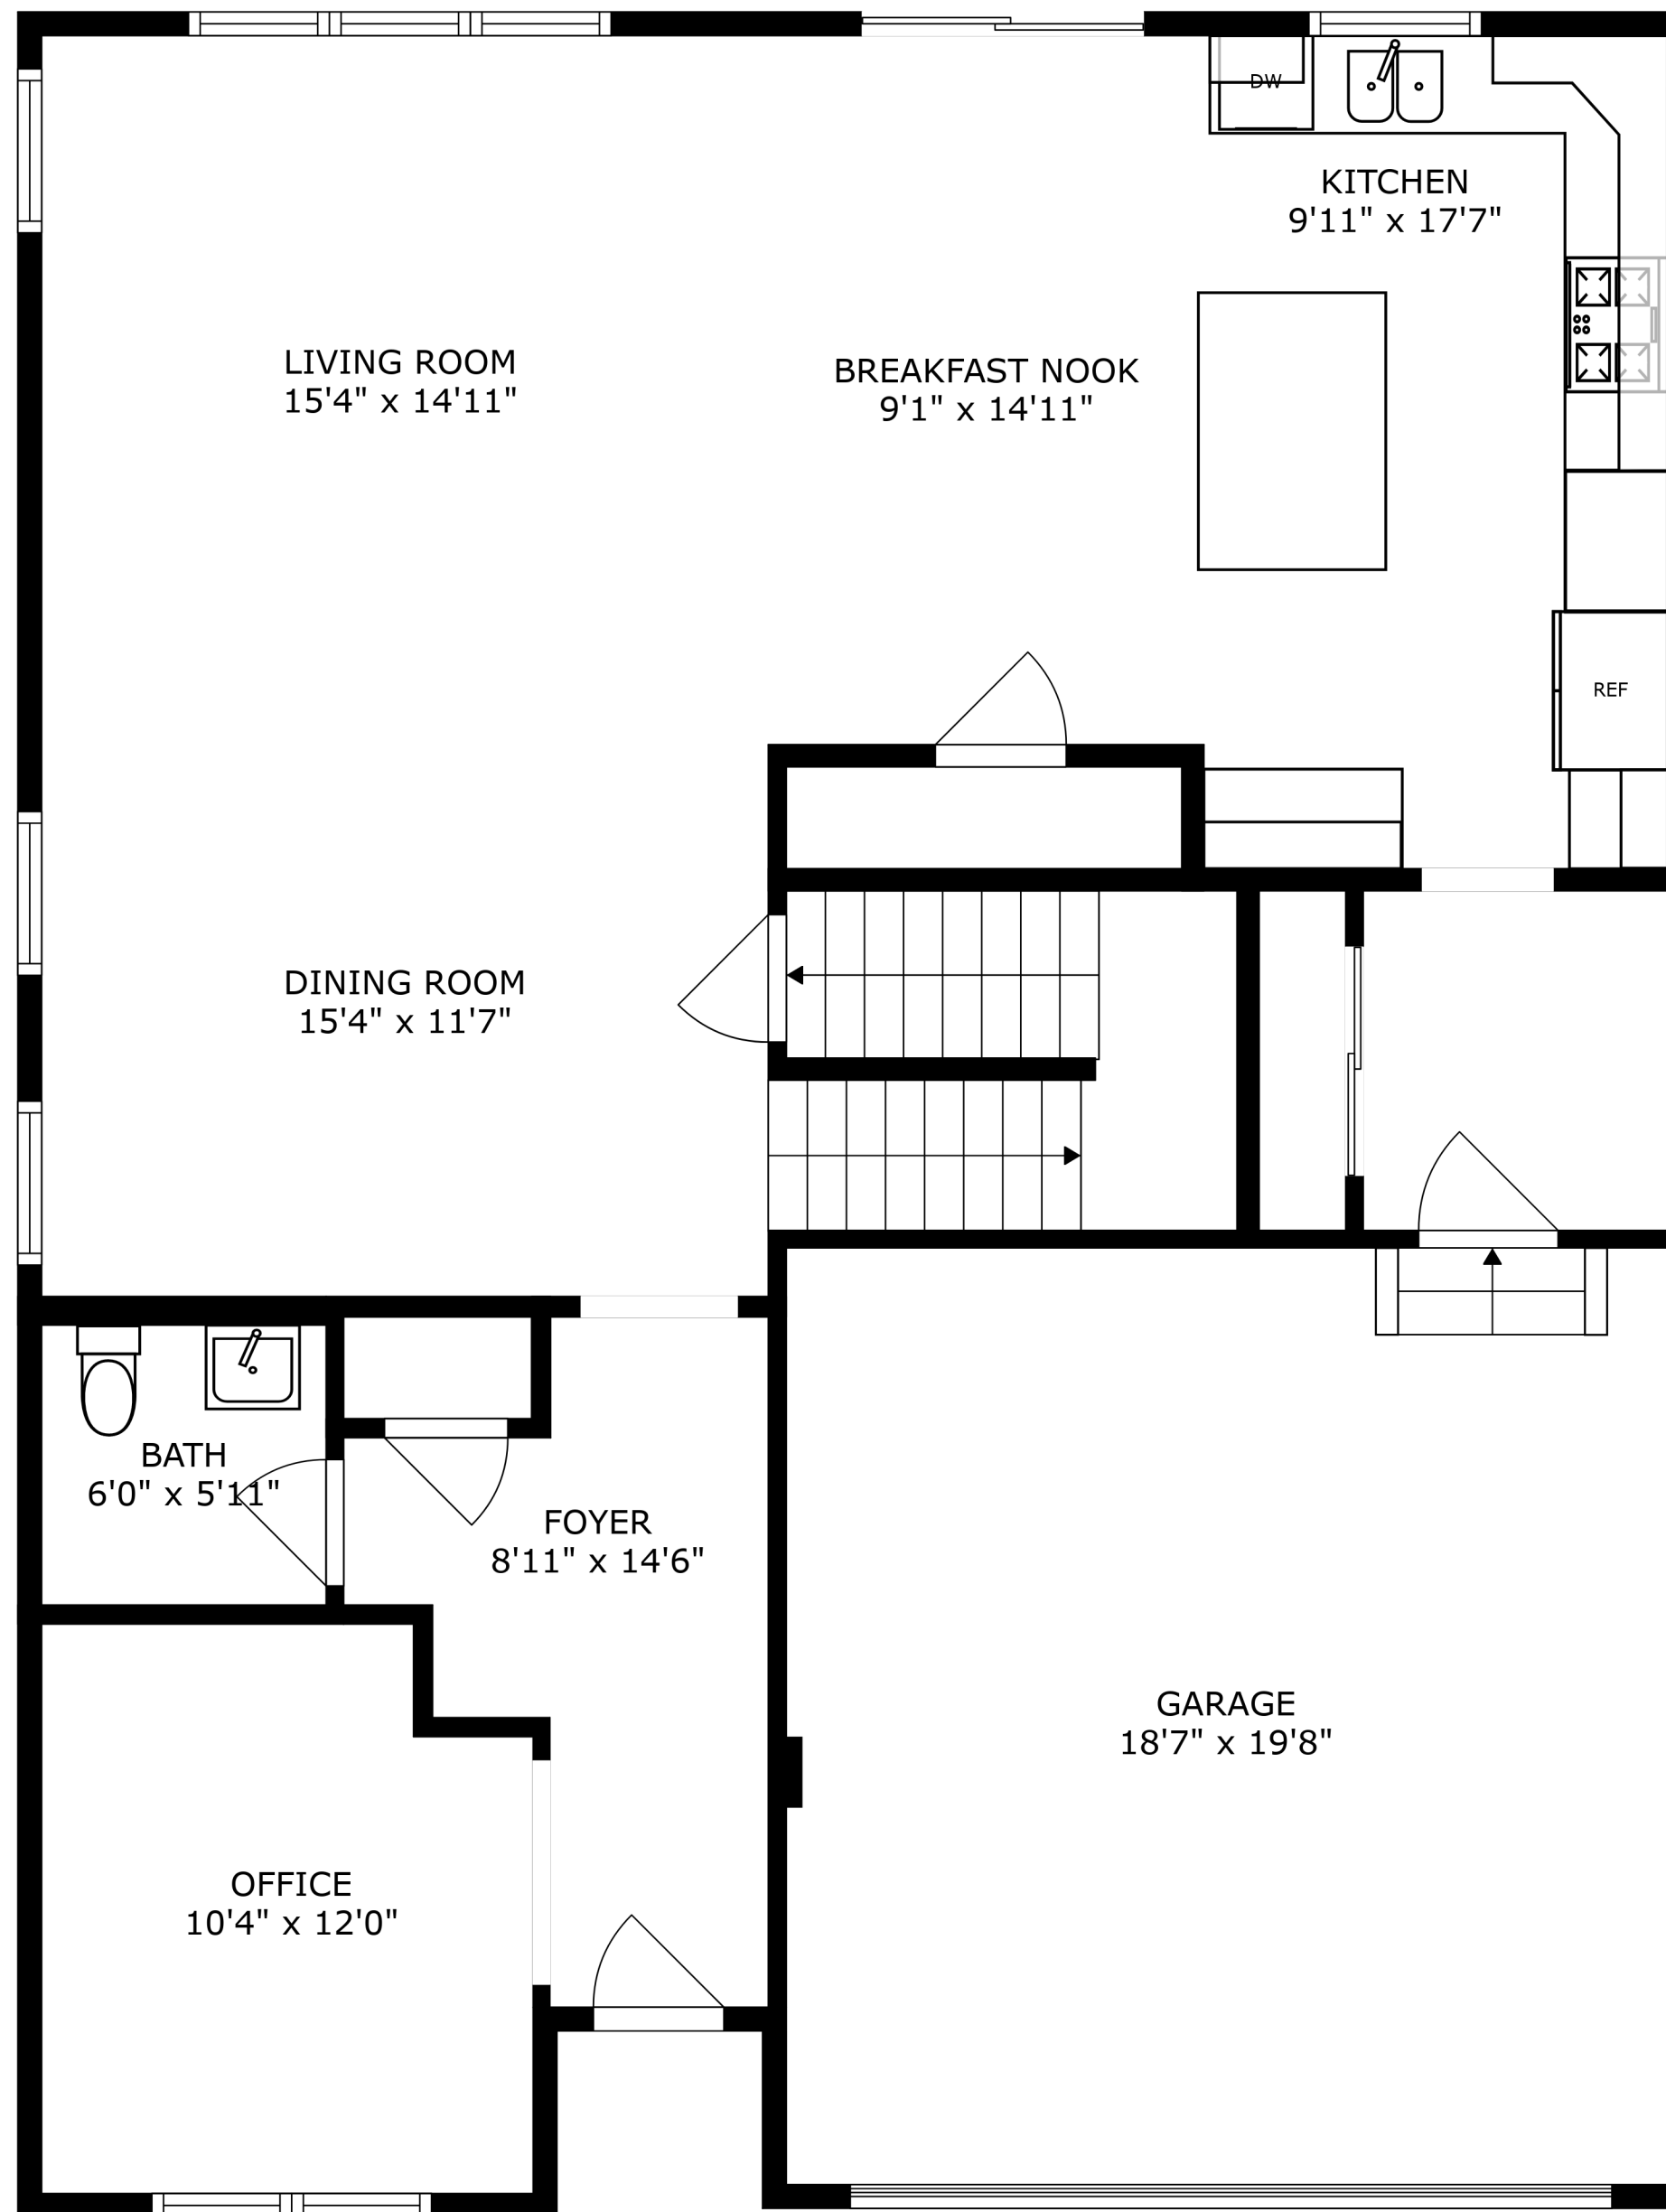 DW
KITCHEN
9'11" x 17'7"
LIVING ROOM
15'4" x 14'11"
BREAKFAST NOOK
9'1" x 14'11"
REF
DINING ROOM
15'4" x 11'7"
BATH
6'0" x 5'11"
FOYER
8'11" x 14'6"
GARAGE
18'7" x 19'8"
OFFICE
10'4" x 12'0"